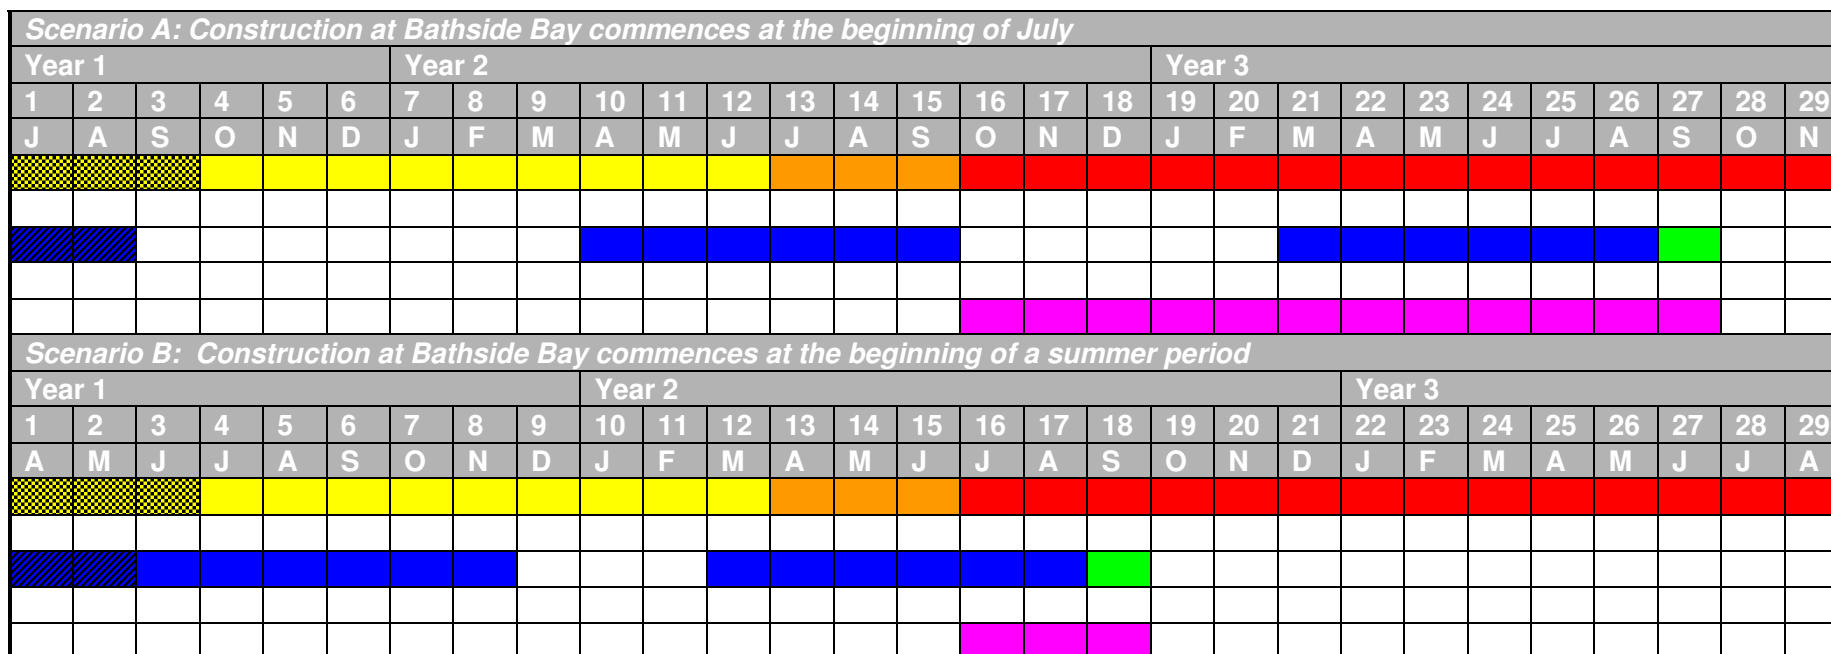 Scenario A: Construction at Bathside Bay commences at the beginning of July
Year 1 Year 2 Year 3
1 2 3 4 5 6 7 8 9 10 11 12 13 14 15 16 17 18 19 20 21 22 23 24 25 26 27 28 29
J A S O N D J F M A M J J A S O N D J F M A M J J A S O N
Scenario B: Construction at Bathside Bay commences at the beginning of a summer period
Year 1 Year 2 Year 3
1 2 3 4 5 6 7 8 9 10 11 12 13 14 15 16 17 18 19 20 21 22 23 24 25 26 27 28 29
A M J J A S O N D J F M A M J J A S O N D J F M A M J J A